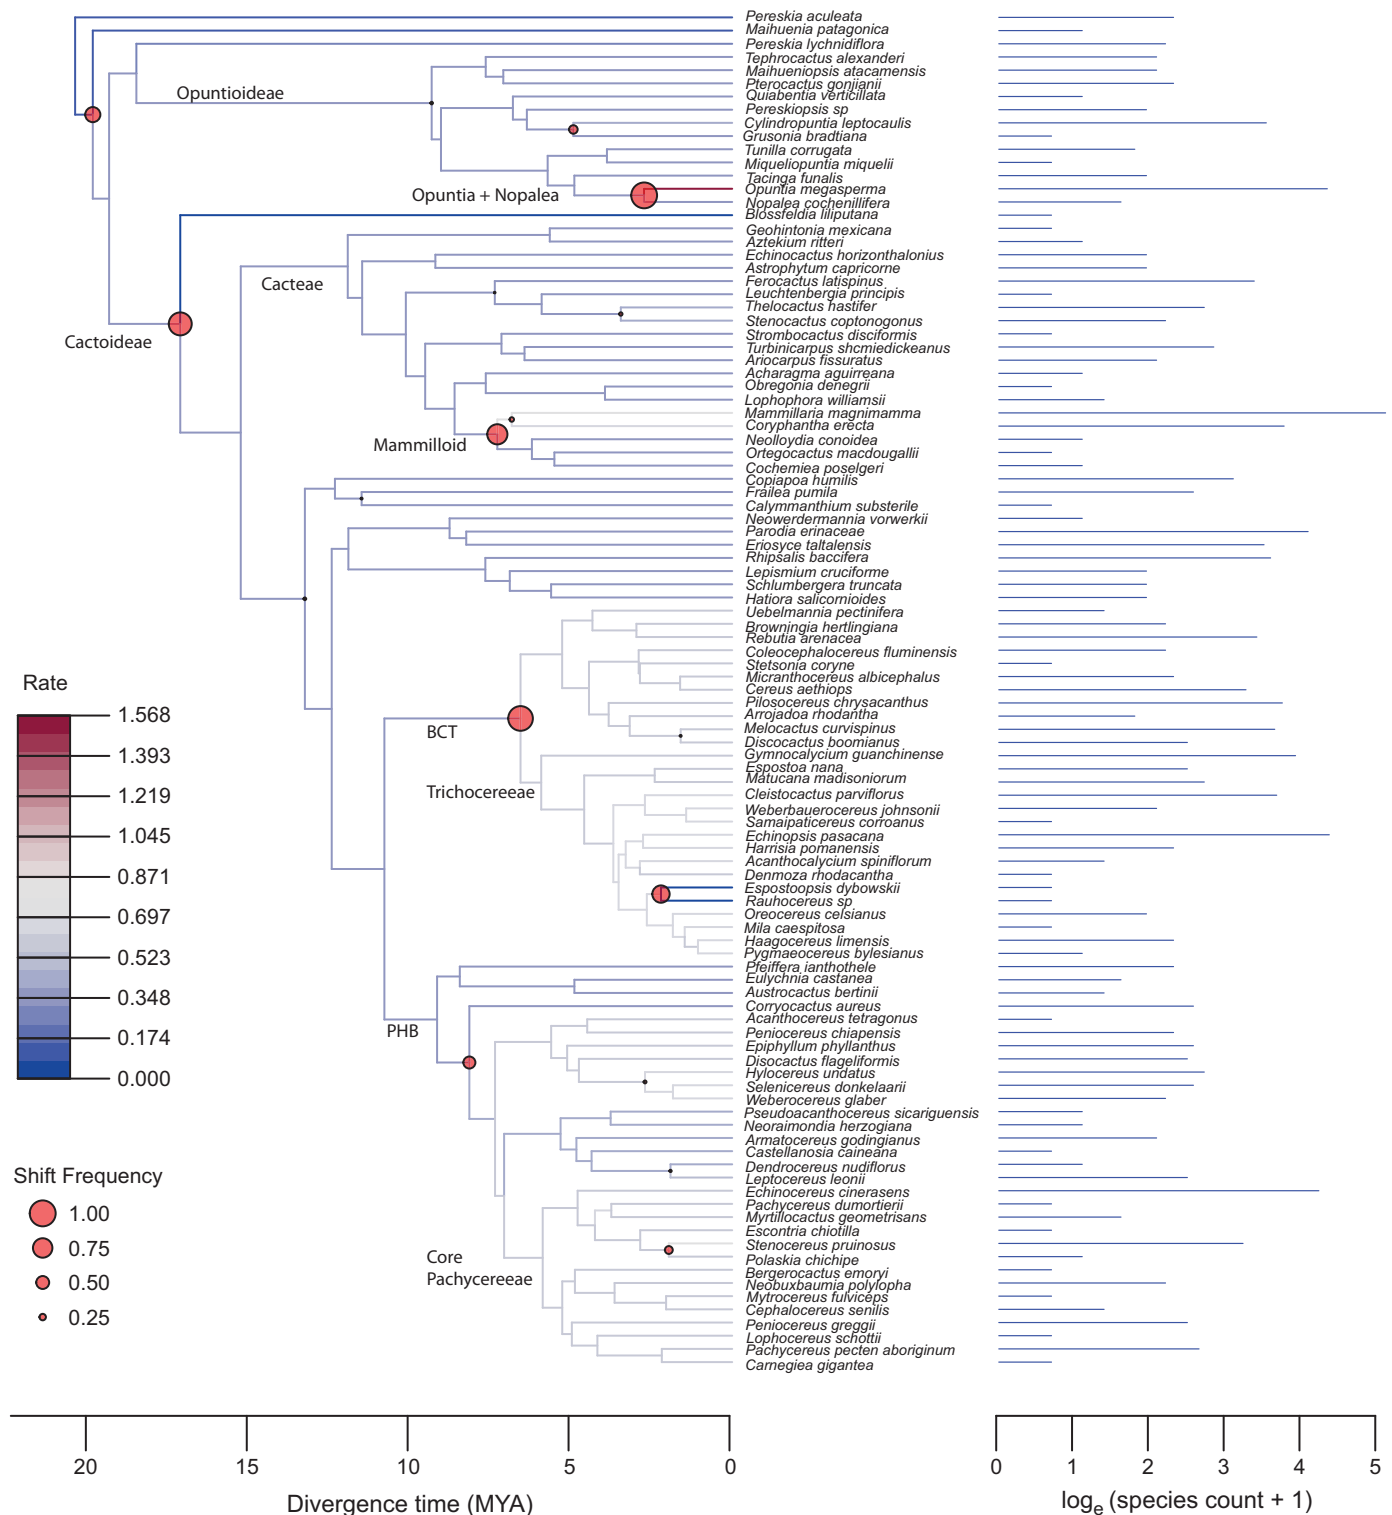 Pereskia aculeata
Maihuenia patagonica
Pereskia lychnidiflora
Tephrocactus alexanderi
Maihueniopsis atacamensis
Pterocactus gonjianii
Quiabentia verticillata
Pereskiopsis sp
Cylindropuntia leptocaulis
Grusonia bradtiana
Tunilla corrugata
Miqueliopuntia miquelii
Tacinga funalis
Opuntia megasperma
Nopalea cochenillifera
Blossfeldia liliputana
Geohintonia mexicana
Aztekium ritteri
Echinocactus horizonthalonius
Astrophytum capricorne
Ferocactus latispinus
Leuchtenbergia principis
Thelocactus hastifer
Stenocactus coptonogonus
Strombocactus disciformis
Turbinicarpus shcmiedickeanus
Ariocarpus fissuratus
Acharagma aguirreana
Obregonia denegrii
Lophophora williamsii
Mammillaria magnimamma
Coryphantha erecta
Neolloydia conoidea
Ortegocactus macdougallii
Cochemiea poselgeri
Copiapoa humilis
Frailea pumila
Calymmanthium substerile
Neowerdermannia vorwerkii
Parodia erinaceae
Eriosyce taltalensis
Rhipsalis baccifera
Lepismium cruciforme
Schlumbergera truncata
Hatiora salicornioides
Uebelmannia pectinifera
Browningia hertlingiana
Rebutia arenacea
Coleocephalocereus fluminensis
Stetsonia coryne
Micranthocereus albicephalus
Cereus aethiops
Pilosocereus chrysacanthus
Arrojadoa rhodantha
Melocactus curvispinus
Discocactus boomianus
Gymnocalycium guanchinense
Espostoa nana
Matucana madisoniorum
Cleistocactus parviflorus
Weberbauerocereus johnsonii
Samaipaticereus corroanus
Echinopsis pasacana
Harrisia pomanensis
Acanthocalycium spiniflorum
Denmoza rhodacantha
Espostoopsis dybowskii
Rauhocereus sp
Oreocereus celsianus
Mila caespitosa
Haagocereus limensis
Pygmaeocereus bylesianus
Pfeiffera ianthothele
Eulychnia castanea
Austrocactus bertinii
Corryocactus aureus
Acanthocereus tetragonus
Peniocereus chiapensis
Epiphyllum phyllanthus
Disocactus flageliformis
Hylocereus undatus
Selenicereus donkelaarii
Weberocereus glaber
Pseudoacanthocereus sicariguensis
Neoraimondia herzogiana
Armatocereus godingianus
Castellanosia caineana
Dendrocereus nudiflorus
Leptocereus leonii
Echinocereus cinerasens
Pachycereus dumortierii
Myrtillocactus geometrisans
Escontria chiotilla
Stenocereus pruinosus
Polaskia chichipe
Bergerocactus emoryi
Neobuxbaumia polylopha
Mytrocereus fulviceps
Cephalocereus senilis
Peniocereus greggii
Lophocereus schottii
Pachycereus pecten aboriginum
Carnegiea gigantea
Opuntioideae
Opuntia + Nopalea
Cacteae
Cactoideae
Mammilloid
BCT
Trichocereeae
PHB
Core
Pachycereeae
Rate
1.568
1.393
1.219
1.045
0.871
0.697
0.523
0.348
0.174
0.000
Shift Frequency
1.00
0.75
0.50
0.25
20 15 10 5 0
Divergence time (MYA)
0 1 2 3 4 5
loge (species count + 1)